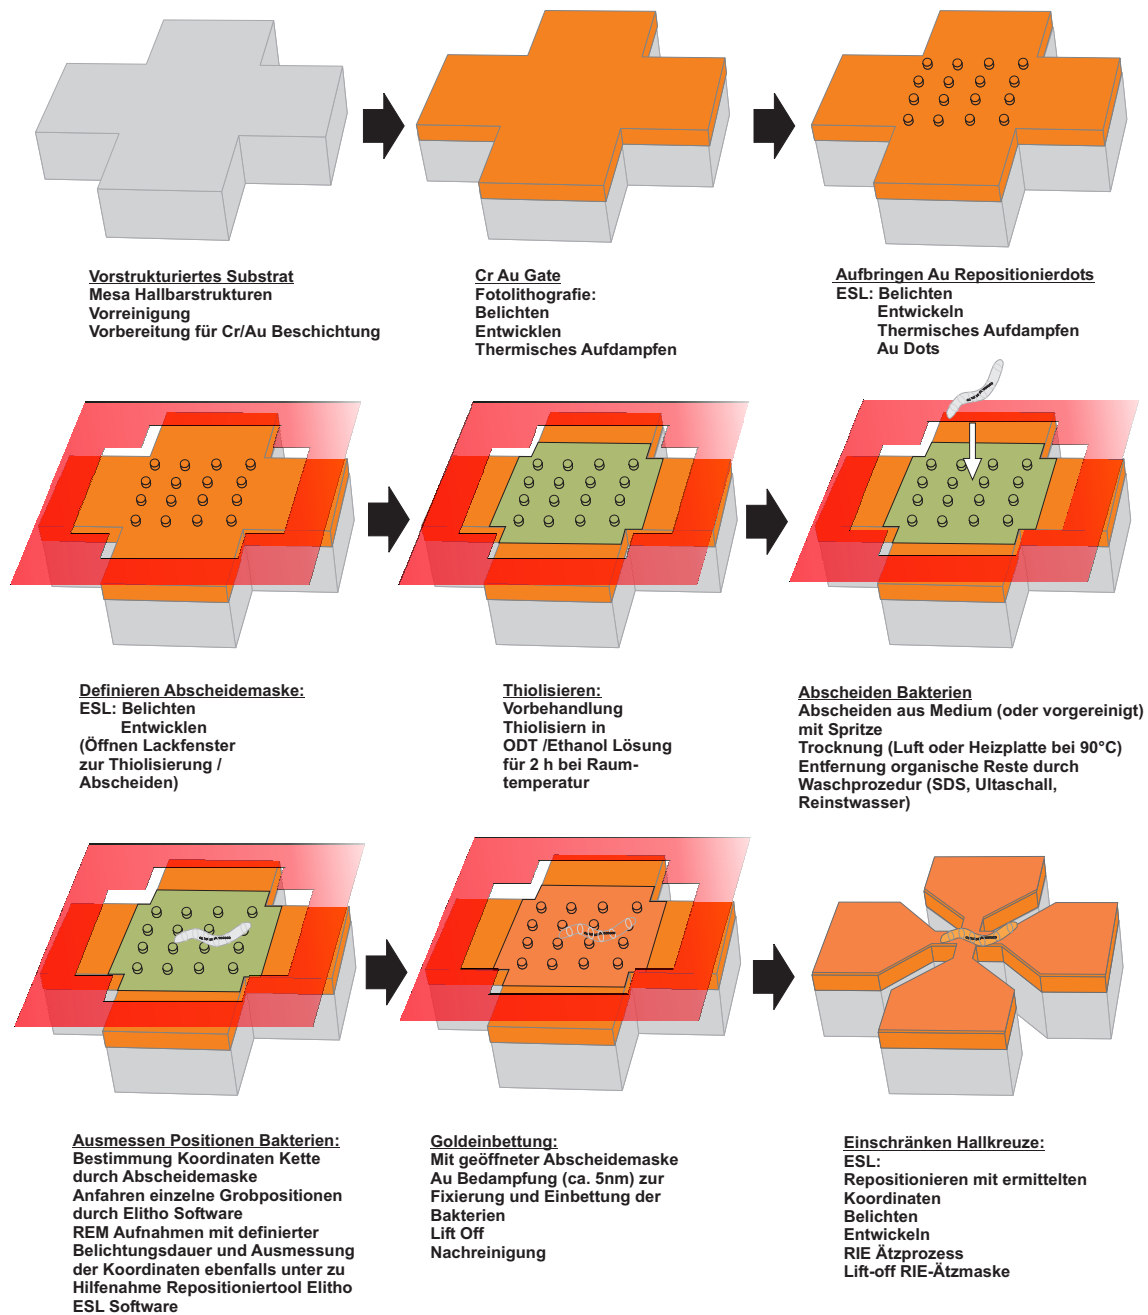 Vorstrukturiertes Substrat
Mesa Hallbarstrukturen
Vorreinigung
Vorbereitung für Cr/Au Beschichtung
Cr Au Gate
Fotolithografie:
Belichten
Entwicklen
Thermisches Aufdampfen
Aufbringen Au Repositionierdots
ESL: Belichten
Entwickeln
Thermisches Aufdampfen
Au Dots
Definieren Abscheidemaske:
ESL: Belichten
Entwicklen
(Öffnen Lackfenster
zur Thiolisierung /
Abscheiden)
Thiolisieren:
Vorbehandlung
Thiolisiern in
ODT /Ethanol Lösung
für 2 h bei Raum-
temperatur
Abscheiden Bakterien
Abscheiden aus Medium (oder vorgereinigt)
mit Spritze
Trocknung (Luft oder Heizplatte bei 90°C)
Entfernung organische Reste durch
Waschprozedur (SDS, Ultaschall,
Reinstwasser)
Ausmessen Positionen Bakterien:
Bestimmung Koordinaten Kette
durch Abscheidemaske
Anfahren einzelne Grobpositionen
durch Elitho Software
REM Aufnahmen mit definierter
Belichtungsdauer und Ausmessung
der Koordinaten ebenfalls unter zu
Hilfenahme Repositioniertool Elitho
ESL Software
Goldeinbettung:
Mit geöffneter Abscheidemaske
Au Bedampfung (ca. 5nm) zur
Fixierung und Einbettung der
Bakterien
Lift Off
Nachreinigung
Einschränken Hallkreuze:
ESL:
Repositionieren mit ermittelten
Koordinaten
Belichten
Entwickeln
RIE Ätzprozess
Lift-off RIE-Ätzmaske